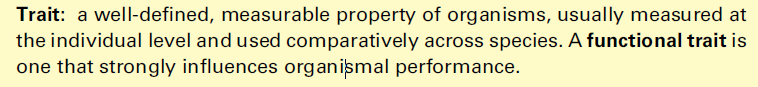 Trait: a well-defined, measurable property of organisms, usually measured at
the individual level and used comparatively across species. A functional trait is
one that strongly influences organismal performance.